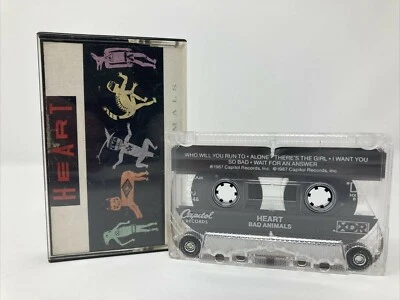 HEART
WHO WILL YOU RUN TO • ALONE • THERE'S THE GIRL • I WANT YOU
SO BAD • WAIT FOR AN ANSWER
©1987 Capitol Records, Inc. ℗1987 Capitol Records, Inc.
Capitol
RECORDS
HEART
BAD ANIMALS
XDR